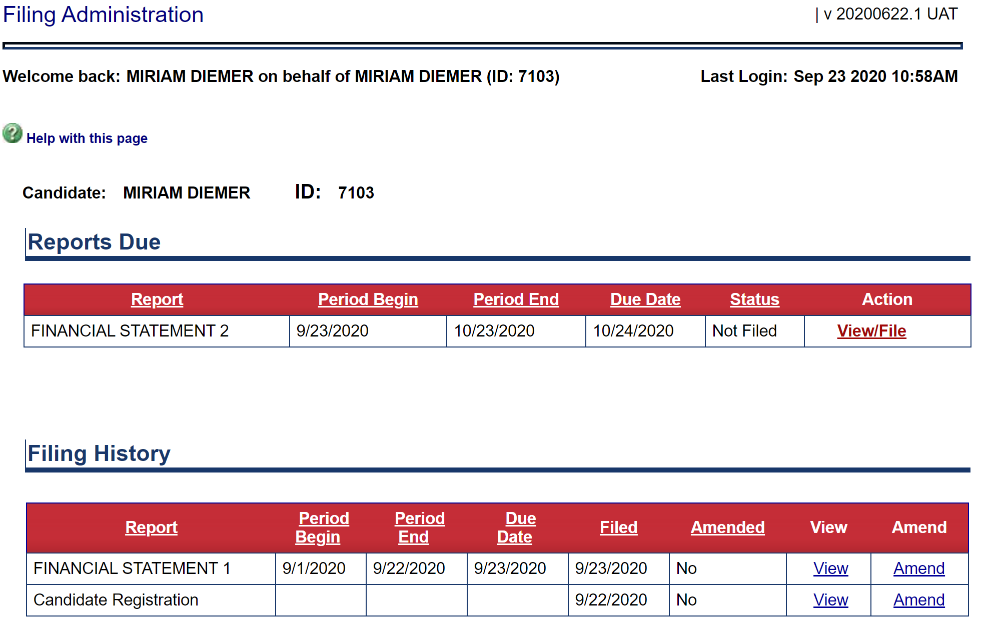 Filing Administration | v 20200622.1 UAT
Welcome back: MIRIAM DIEMER on behalf of MIRIAM DIEMER (ID: 7103) Last Login: Sep 23 2020 10:58AM
Help with this page
Candidate: MIRIAM DIEMER ID: 7103
Reports Due
Report Period Begin Period End Due Date Status Action
FINANCIAL STATEMENT 2 9/23/2020 10/23/2020 10/24/2020 Not Filed View/File
Filing History
Report Period Begin Period End Due Date Filed Amended View Amend
FINANCIAL STATEMENT 1 9/1/2020 9/22/2020 9/23/2020 9/23/2020 No View Amend
Candidate Registration 9/22/2020 No View Amend